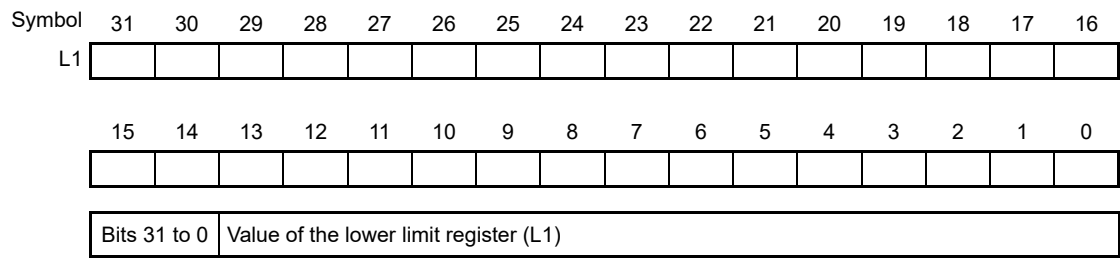 Symbol 31 30 29 28 27 26 25 24 23 22 21 20 19 18 17 16
L1
15 14 13 12 11 10 9 8 7 6 5 4 3 2 1 0
Bits 31 to 0 Value of the lower limit register (L1)